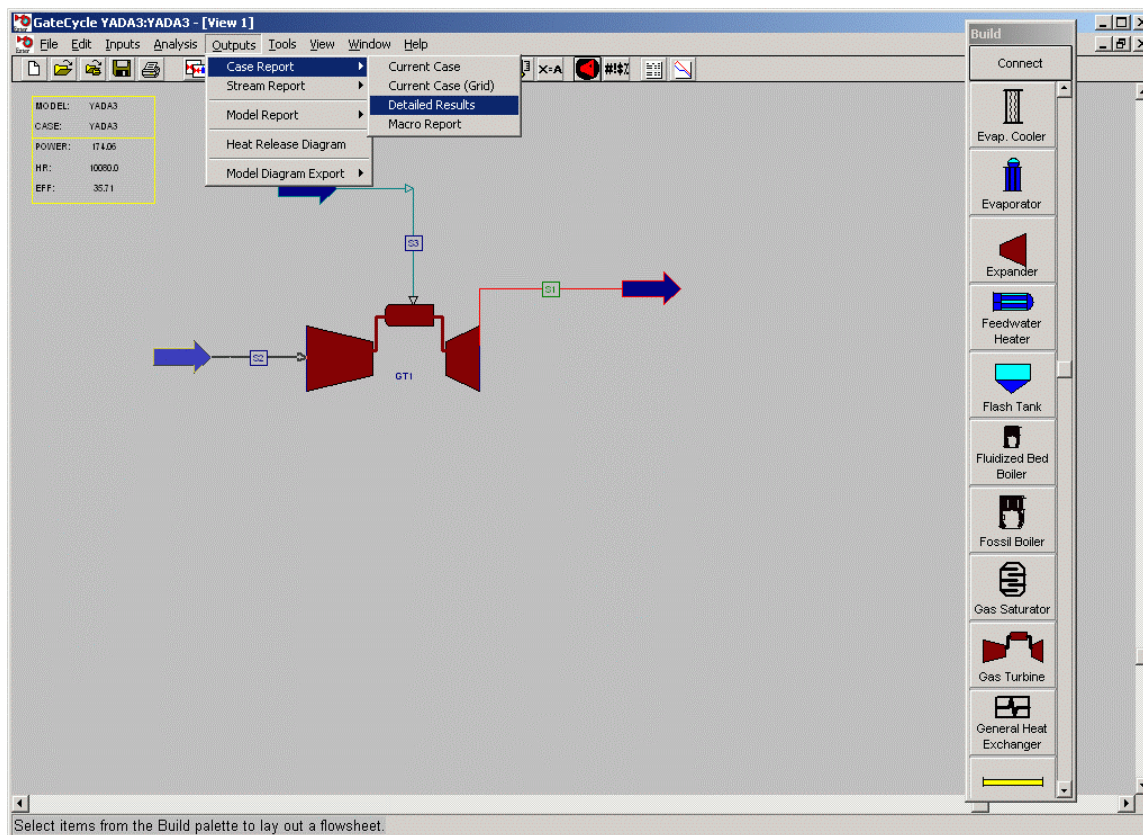 GateCycle YADA3:YADA3 - [View 1]
File Edit Inputs Analysis Outputs Tools View Window Help
X=A #!$%
Case Report
Stream Report
Model Report
Heat Release Diagram
Model Diagram Export
Current Case
Current Case (Grid)
Detailed Results
Macro Report
MODEL: YADA3
CASE: YADA3
POWER: 174.06
HR: 10080.0
EFF: 35.71
S3
S1
S2
GT1
Build
Connect
Evap. Cooler
Evaporator
Expander
Feedwater
Heater
Flash Tank
Fluidized Bed
Boiler
Fossil Boiler
Gas Saturator
Gas Turbine
General Heat
Exchanger
Select items from the Build palette to lay out a flowsheet.